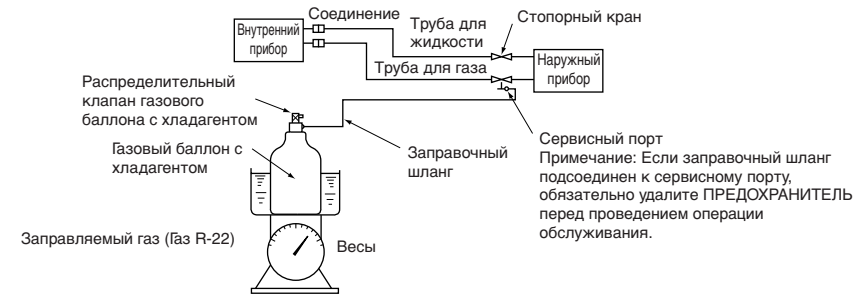 Соединение
Внутренний
прибор
Труба для
жидкости
Стопорный кран
Труба для газа
Наружный
прибор
Распределительный
клапан газового
баллона с хладагентом
Газовый баллон с
хладагентом
Заправочный
шланг
Сервисный порт
Примечание: Если заправочный шланг
подсоединен к сервисному порту,
обязательно удалите ПРЕДОХРАНИТЕЛЬ
перед проведением операции
обслуживания.
Заправляемый газ (Газ R-22)
Весы